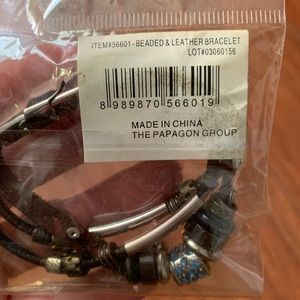 ITEM#56601-BEADED & LEATHER BRACELET
LOT#03060156
8 989870 566019
MADE IN CHINA
THE PAPAGON GROUP